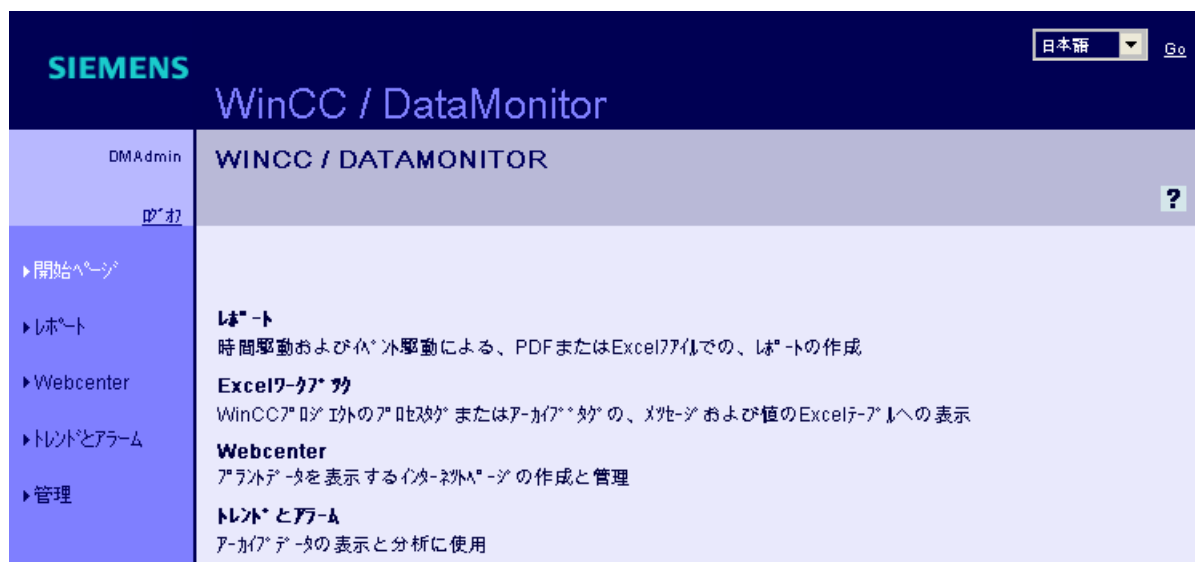 SIEMENS
日本語 Go
WinCC / DataMonitor
DMAdmin
WINCC / DATAMONITOR
ﾛｸﾞｵﾌ
?
開始ﾍﾟｰｼﾞ
ﾚﾎﾟｰﾄ
Webcenter
ﾄﾚﾝﾄﾞとｱﾗｰﾑ
管理
ﾚﾎﾟｰﾄ
時間駆動およびｲﾍﾞﾝﾄ駆動による、PDFまたはExcelﾌｱｲﾙでの、ﾚﾎﾟｰﾄの作成
Excelﾜｰｸﾌﾞｯｸ
WinCCﾌﾟﾛｼﾞｪｸﾄのﾌﾟﾛｾｽﾀｸﾞまたはｱｰｶｲﾌﾞﾞﾀｸﾞの、ﾒｯｾｰｼﾞおよび値のExcelﾃｰﾌﾞﾙへの表示
Webcenter
ﾌﾟﾗﾝﾄﾃﾞｰﾀを表示するｲﾝﾀｰﾈｯﾄﾍﾟｰｼﾞの作成と管理
ﾄﾚﾝﾄﾞとｱﾗｰﾑ
ｱｰｶｲﾌﾞﾃﾞｰﾀの表示と分析に使用